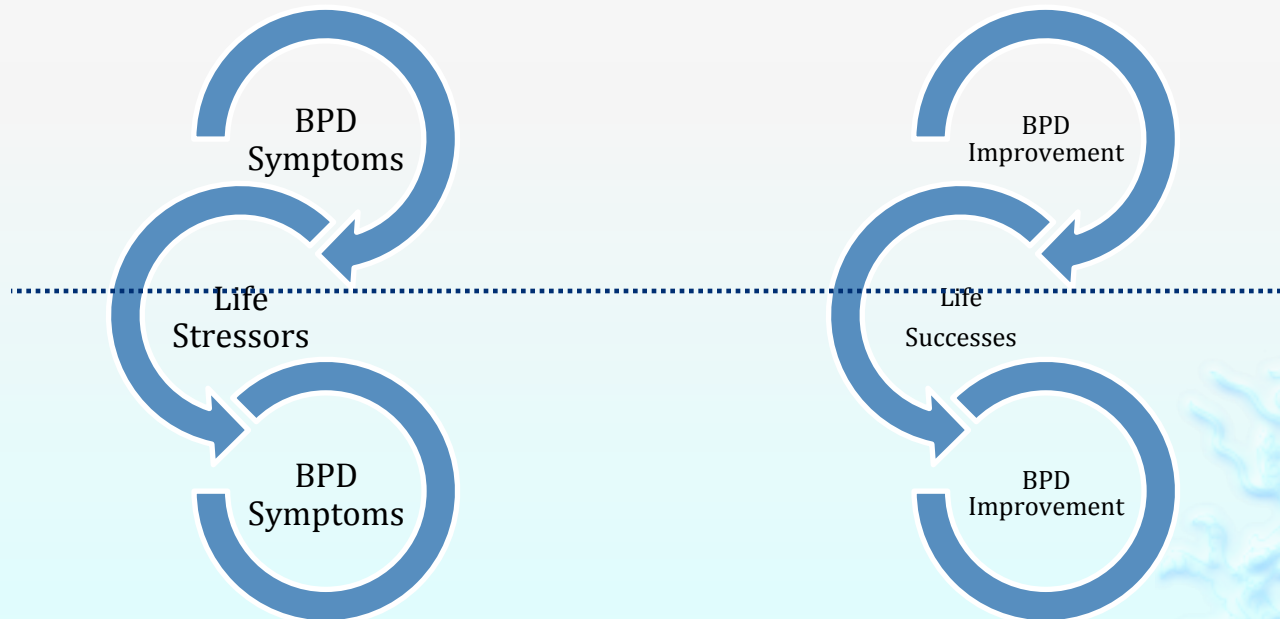 BPD
Symptoms
Life
Stressors
BPD
Symptoms
BPD
Improvement
Life
Successes
BPD
Improvement